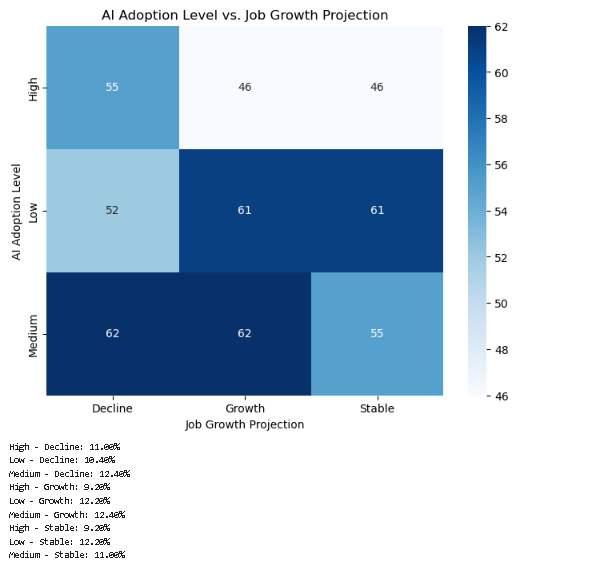 AI Adoption Level vs. Job Growth Projection
AI Adoption Level
High
Low
Medium
55 46 46
52 61 61
62 62 55
Decline Growth Stable
Job Growth Projection
62
60
58
56
54
52
50
48
46
High - Decline: 11.00%
Low - Decline: 10.40%
Medium - Decline: 12.40%
High - Growth: 9.20%
Low - Growth: 12.20%
Medium - Growth: 12.40%
High - Stable: 9.20%
Low - Stable: 12.20%
Medium - Stable: 11.00%